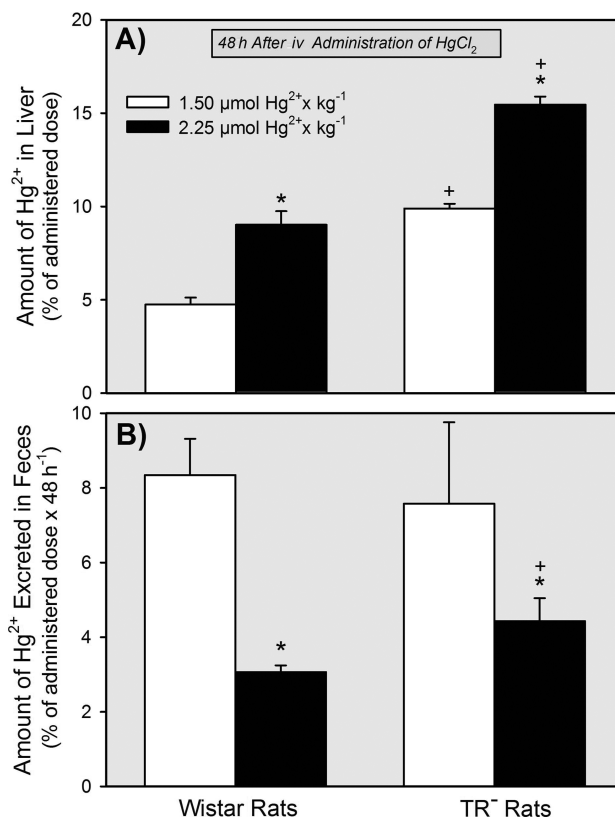 A)
48 h After iv Administration of HgCl₂
1.50 µmol Hg²⁺x kg⁻¹
2.25 µmol Hg²⁺x kg⁻¹
Amount of Hg²⁺ in Liver
(% of administered dose)
20
15
10
5
0
*
+
+
*
B)
Amount of Hg²⁺ Excreted in Feces
(% of administered dose x 48 h⁻¹)
10
8
6
4
2
0
*
+
*
Wistar Rats
TR⁻ Rats